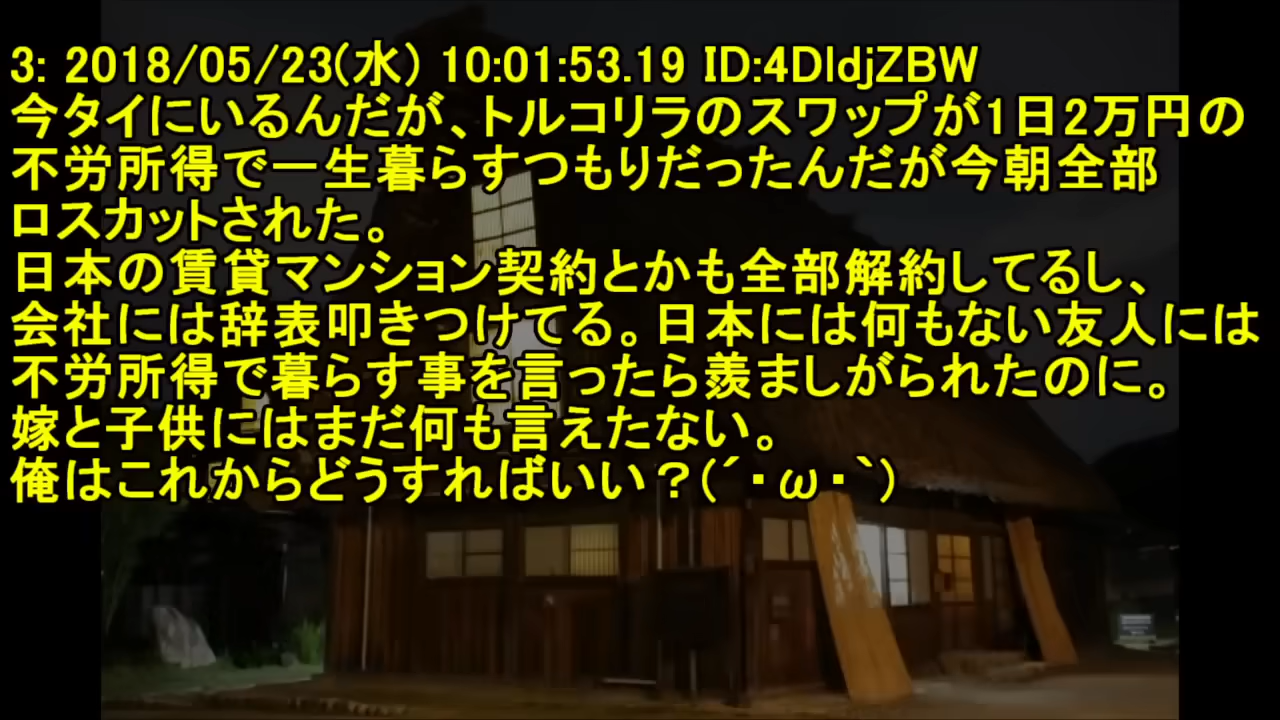 3: 2018/05/23(水) 10:01:53.19 ID:4DldjZBW
今タイにいるんだが、トルコリラのスワップが1日2万円の
不労所得で一生暮らすつもりだったんだが今朝全部
ロスカットされた。
日本の賃貸マンション契約とかも全部解約してるし、
会社には辞表叩きつけてる。日本には何もない友人には
不労所得で暮らす事を言ったら羨ましがられたのに。
嫁と子供にはまだ何も言えたない。
俺はこれからどうすればいい？(´・ω・`)